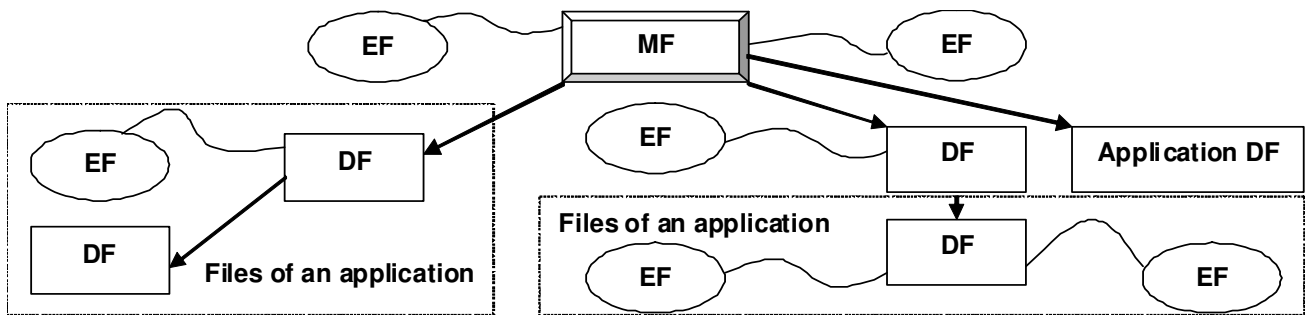 EF
MF
EF
EF
DF
EF
DF
Application DF
DF
Files of an application
Files of an application
DF
EF
EF